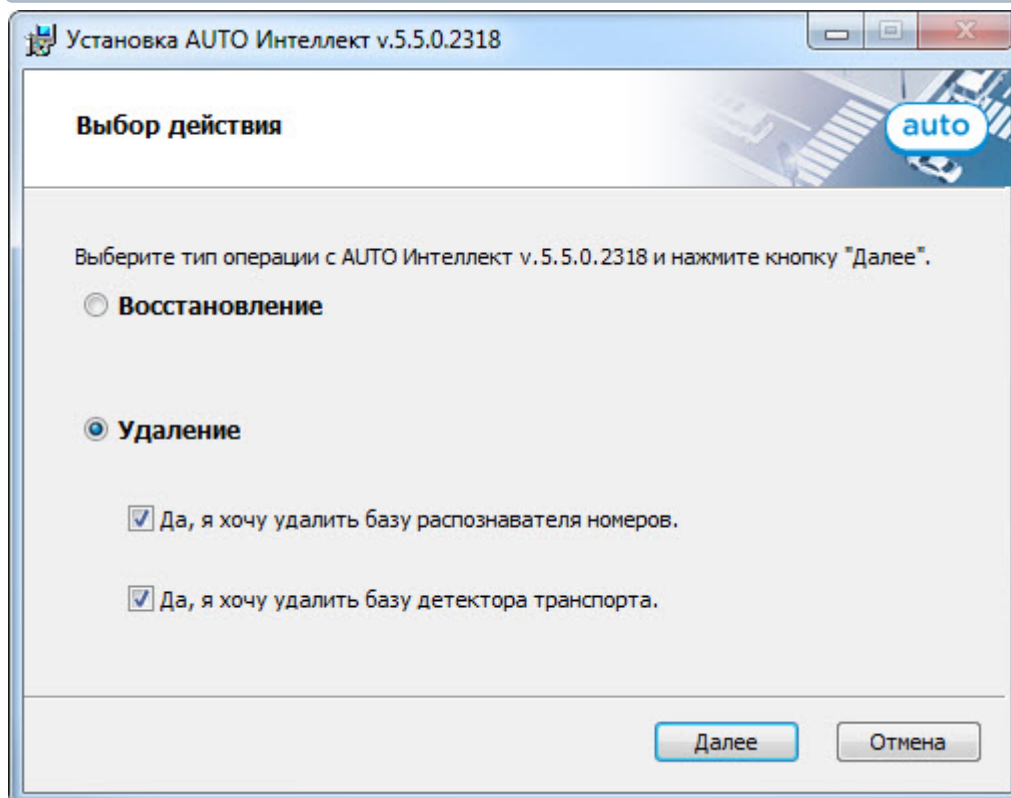 Установка AUTO Интеллект v.5.5.0.2318
Выбор действия
auto
Выберите тип операции с AUTO Интеллект v.5.5.0.2318 и нажмите кнопку "Далее".
Восстановление
Удаление
Да, я хочу удалить базу распознавателя номеров.
Да, я хочу удалить базу детектора транспорта.
Далее
Отмена